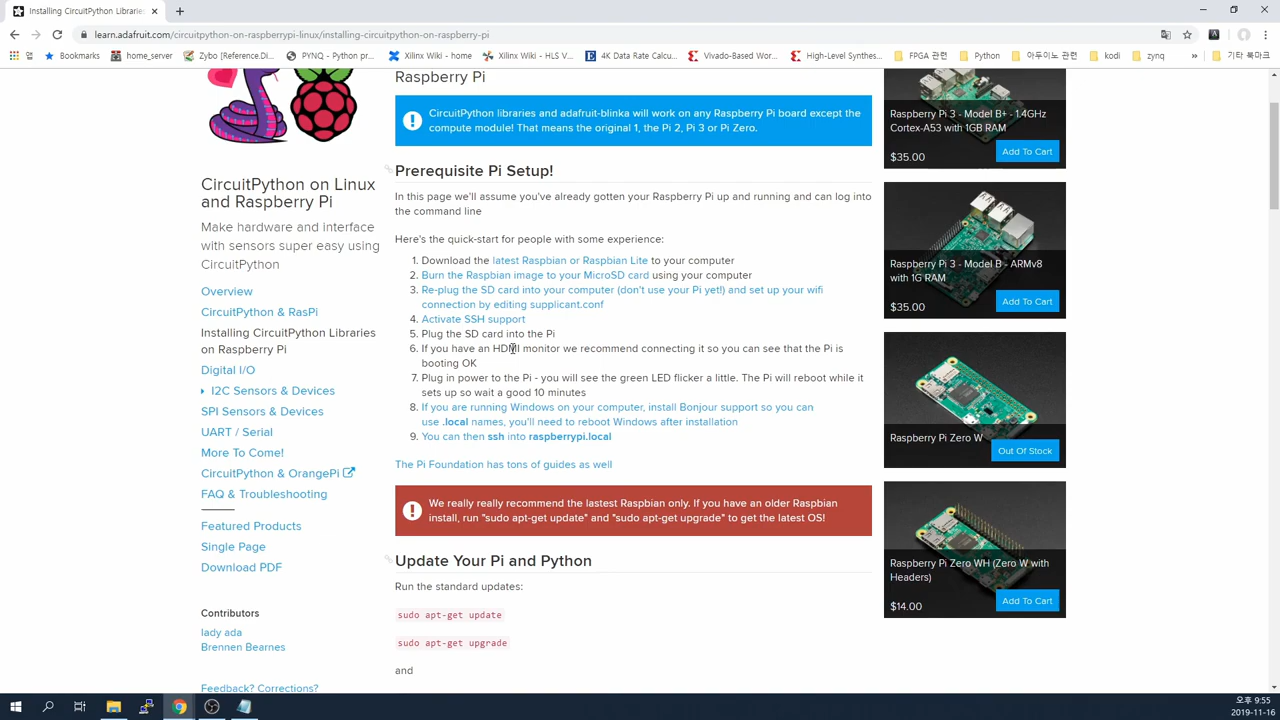 Installing CircuitPython Libraries
learn.adafruit.com/circuitpython-on-raspberrypi-linux/installing-circuitpython-on-raspberry-pi
앱
home_server
Zybo [Reference.Di...
PYNQ - Python pr...
Xilinx Wiki - home
Xilinx Wiki - HLS V...
4K Data Rate Calcu...
Vivado-Based Wor...
High-Level Synthes...
FPGA 관련
Python
아두이노 관련
kodi
zynq
»
기타 북마크
CircuitPython on Linux
and Raspberry Pi
Make hardware and interface
with sensors super easy using
CircuitPython
Overview
CircuitPython & RasPi
Installing CircuitPython Libraries
on Raspberry Pi
Digital I/O
I2C Sensors & Devices
SPI Sensors & Devices
UART / Serial
More To Come!
CircuitPython & OrangePi
FAQ & Troubleshooting
Featured Products
Single Page
Download PDF
Contributors
lady ada
Brennen Bearnes
Feedback? Corrections?
Raspberry Pi
CircuitPython libraries and adafruit-blinka will work on any Raspberry Pi board except the
compute module! That means the original 1, the Pi 2, Pi 3 or Pi Zero.
Prerequisite Pi Setup!
In this page we'll assume you've already gotten your Raspberry Pi up and running and can log into
the command line
Here's the quick-start for people with some experience:
1. Download the latest Raspbian or Raspbian Lite to your computer
2. Burn the Raspbian image to your MicroSD card using your computer
3. Re-plug the SD card into your computer (don't use your Pi yet!) and set up your wifi
connection by editing supplicant.conf
4. Activate SSH support
5. Plug the SD card into the Pi
6. If you have an HDMI monitor we recommend connecting it so you can see that the Pi is
booting OK
7. Plug in power to the Pi - you will see the green LED flicker a little. The Pi will reboot while it
sets up so wait a good 10 minutes
8. If you are running Windows on your computer, install Bonjour support so you can
use .local names, you'll need to reboot Windows after installation
9. You can then ssh into raspberrypi.local
The Pi Foundation has tons of guides as well
We really really recommend the lastest Raspbian only. If you have an older Raspbian
install, run "sudo apt-get update" and "sudo apt-get upgrade" to get the latest OS!
Update Your Pi and Python
Run the standard updates:
sudo apt-get update
sudo apt-get upgrade
and
Raspberry Pi 3 - Model B+ - 1.4GHz
Cortex-A53 with 1GB RAM
$35.00
Add To Cart
Raspberry Pi 3 - Model B - ARMv8
with 1G RAM
$35.00
Add To Cart
Raspberry Pi Zero W
Out Of Stock
Raspberry Pi Zero WH (Zero W with
Headers)
$14.00
Add To Cart
오후 9:55
2019-11-16